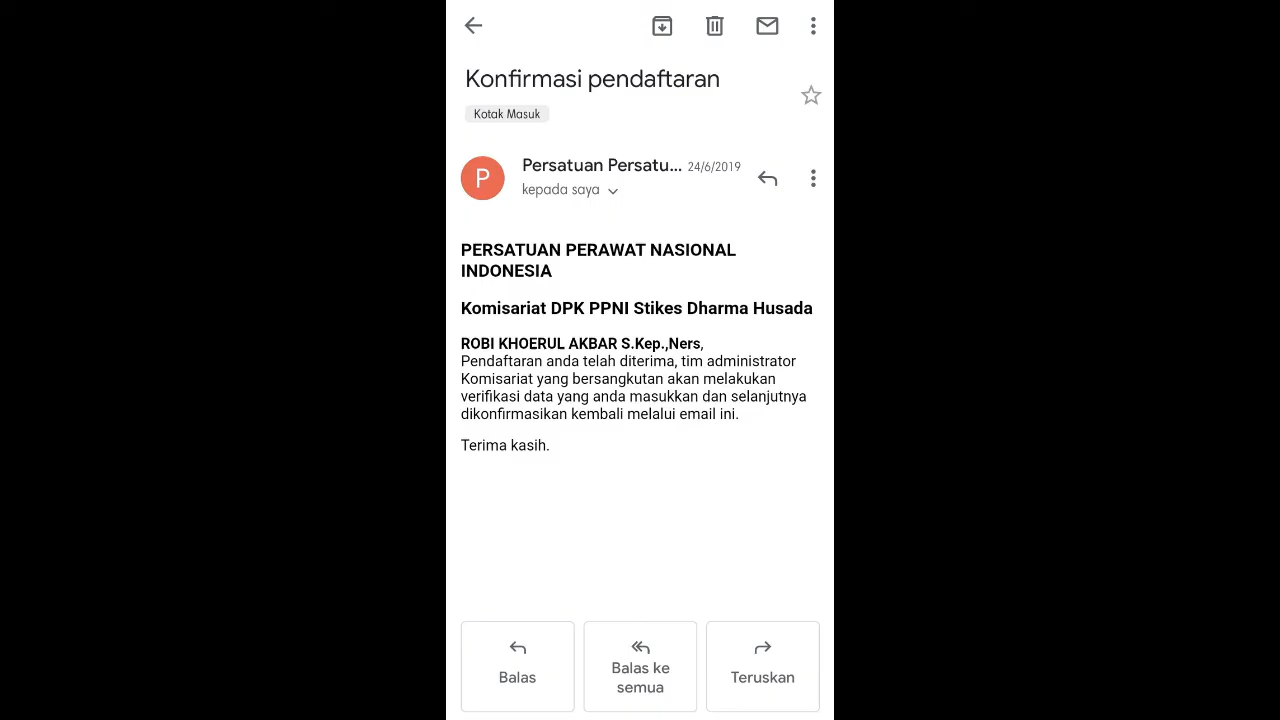 Konfirmasi pendaftaran
Kotak Masuk
P
Persatuan Persatu... 24/6/2019
kepada saya
PERSATUAN PERAWAT NASIONAL
INDONESIA
Komisariat DPK PPNI Stikes Dharma Husada
ROBI KHOERUL AKBAR S.Kep.,Ners,
Pendaftaran anda telah diterima, tim administrator
Komisariat yang bersangkutan akan melakukan
verifikasi data yang anda masukkan dan selanjutnya
dikonfirmasikan kembali melalui email ini.
Terima kasih.
Balas
Balas ke
semua
Teruskan